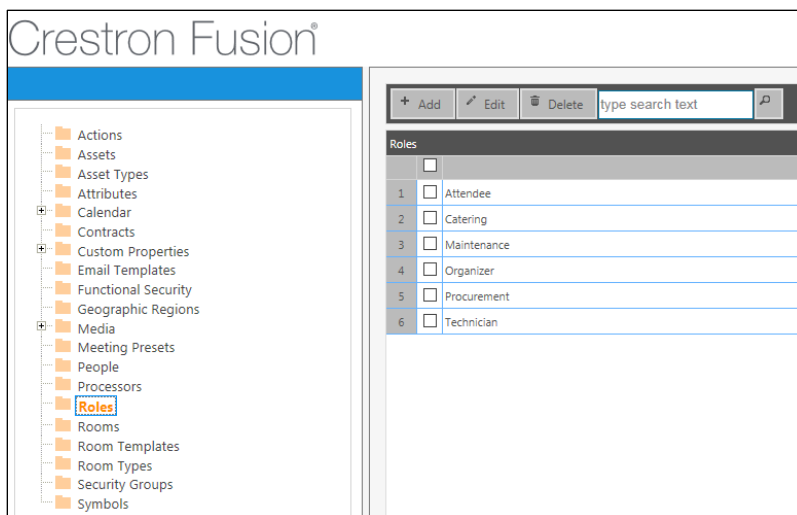 Crestron Fusion®
Add Edit Delete type search text
Actions
Assets
Asset Types
Attributes
Calendar
Contracts
Custom Properties
Email Templates
Functional Security
Geographic Regions
Media
Meeting Presets
People
Processors
Roles
Rooms
Room Templates
Room Types
Security Groups
Symbols
Roles
1 Attendee
2 Catering
3 Maintenance
4 Organizer
5 Procurement
6 Technician